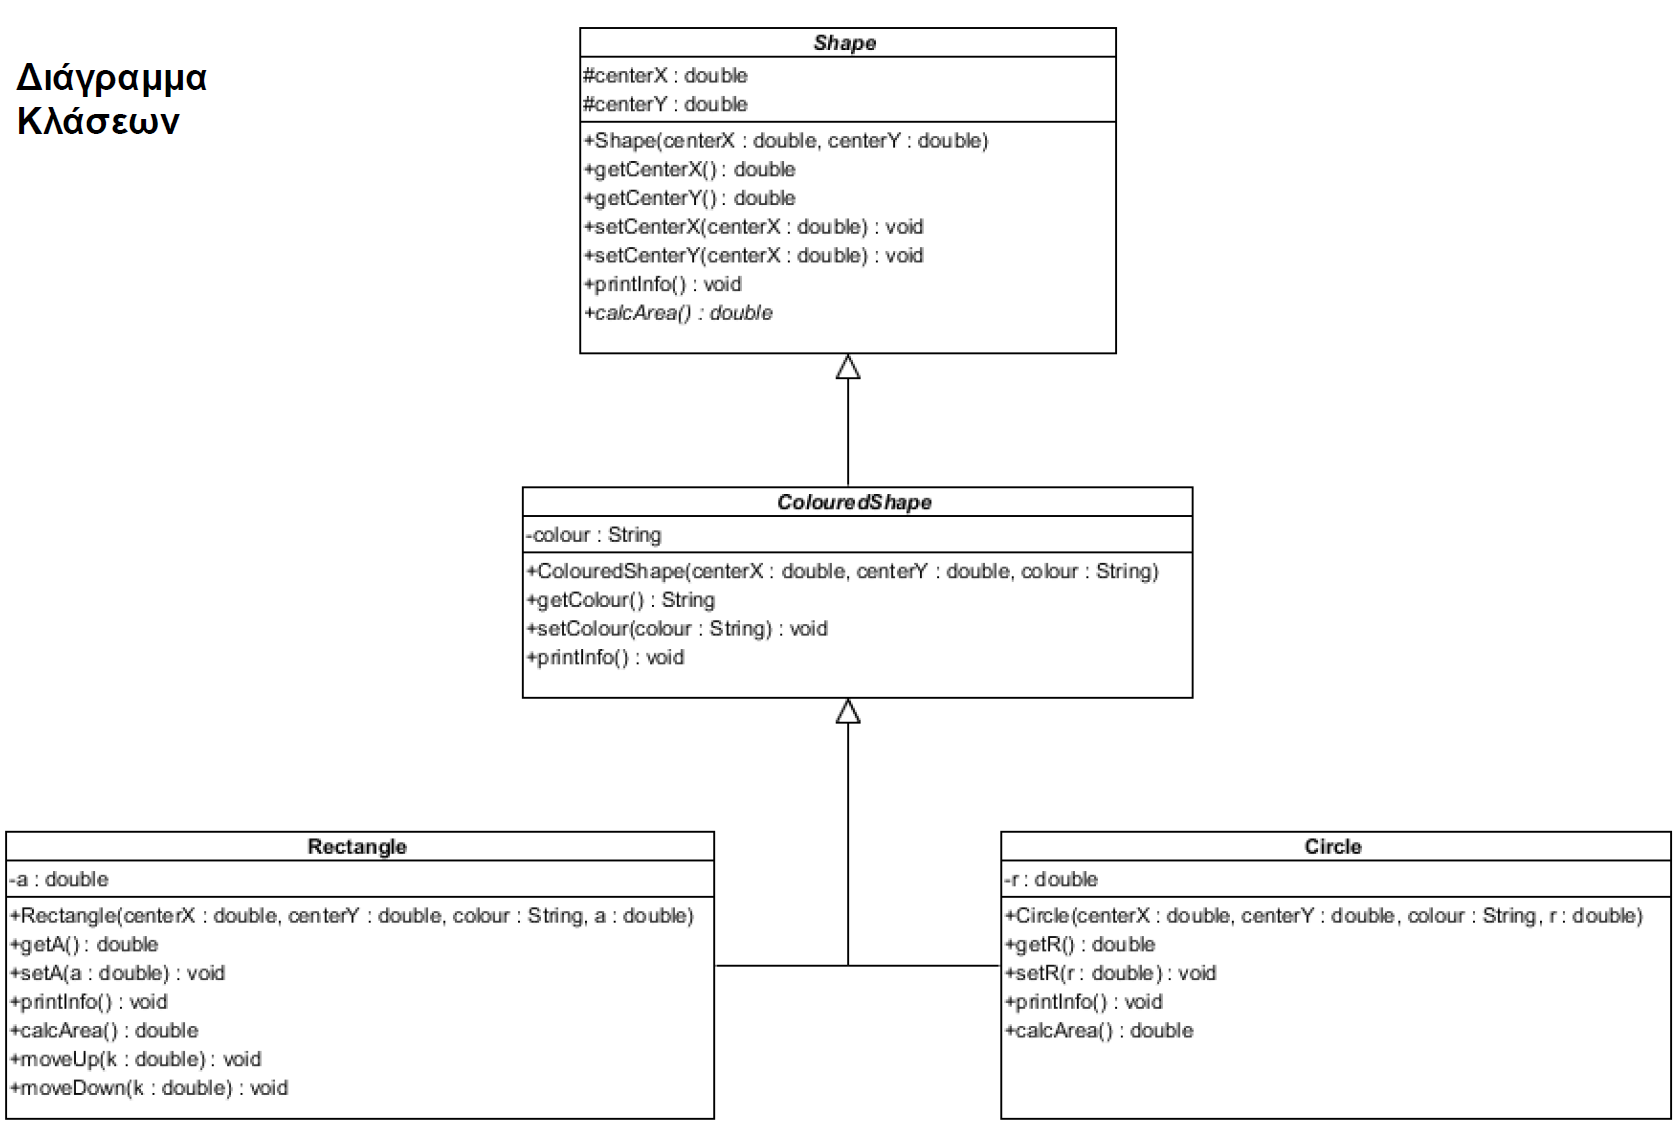 Διάγραμμα
Κλάσεων
Shape
#centerX : double
#centerY : double
+Shape(centerX : double, centerY : double)
+getCenterX() : double
+getCenterY() : double
+setCenterX(centerX : double) : void
+setCenterY(centerX : double) : void
+printInfo() : void
+calcArea() : double
ColouredShape
-colour : String
+ColouredShape(centerX : double, centerY : double, colour : String)
+getColour() : String
+setColour(colour : String) : void
+printInfo() : void
Rectangle
-a : double
+Rectangle(centerX : double, centerY : double, colour : String, a : double)
+getA() : double
+setA(a : double) : void
+printInfo() : void
+calcArea() : double
+moveUp(k : double) : void
+moveDown(k : double) : void
Circle
-r : double
+Circle(centerX : double, centerY : double, colour : String, r : double)
+getR() : double
+setR(r : double) : void
+printInfo() : void
+calcArea() : double